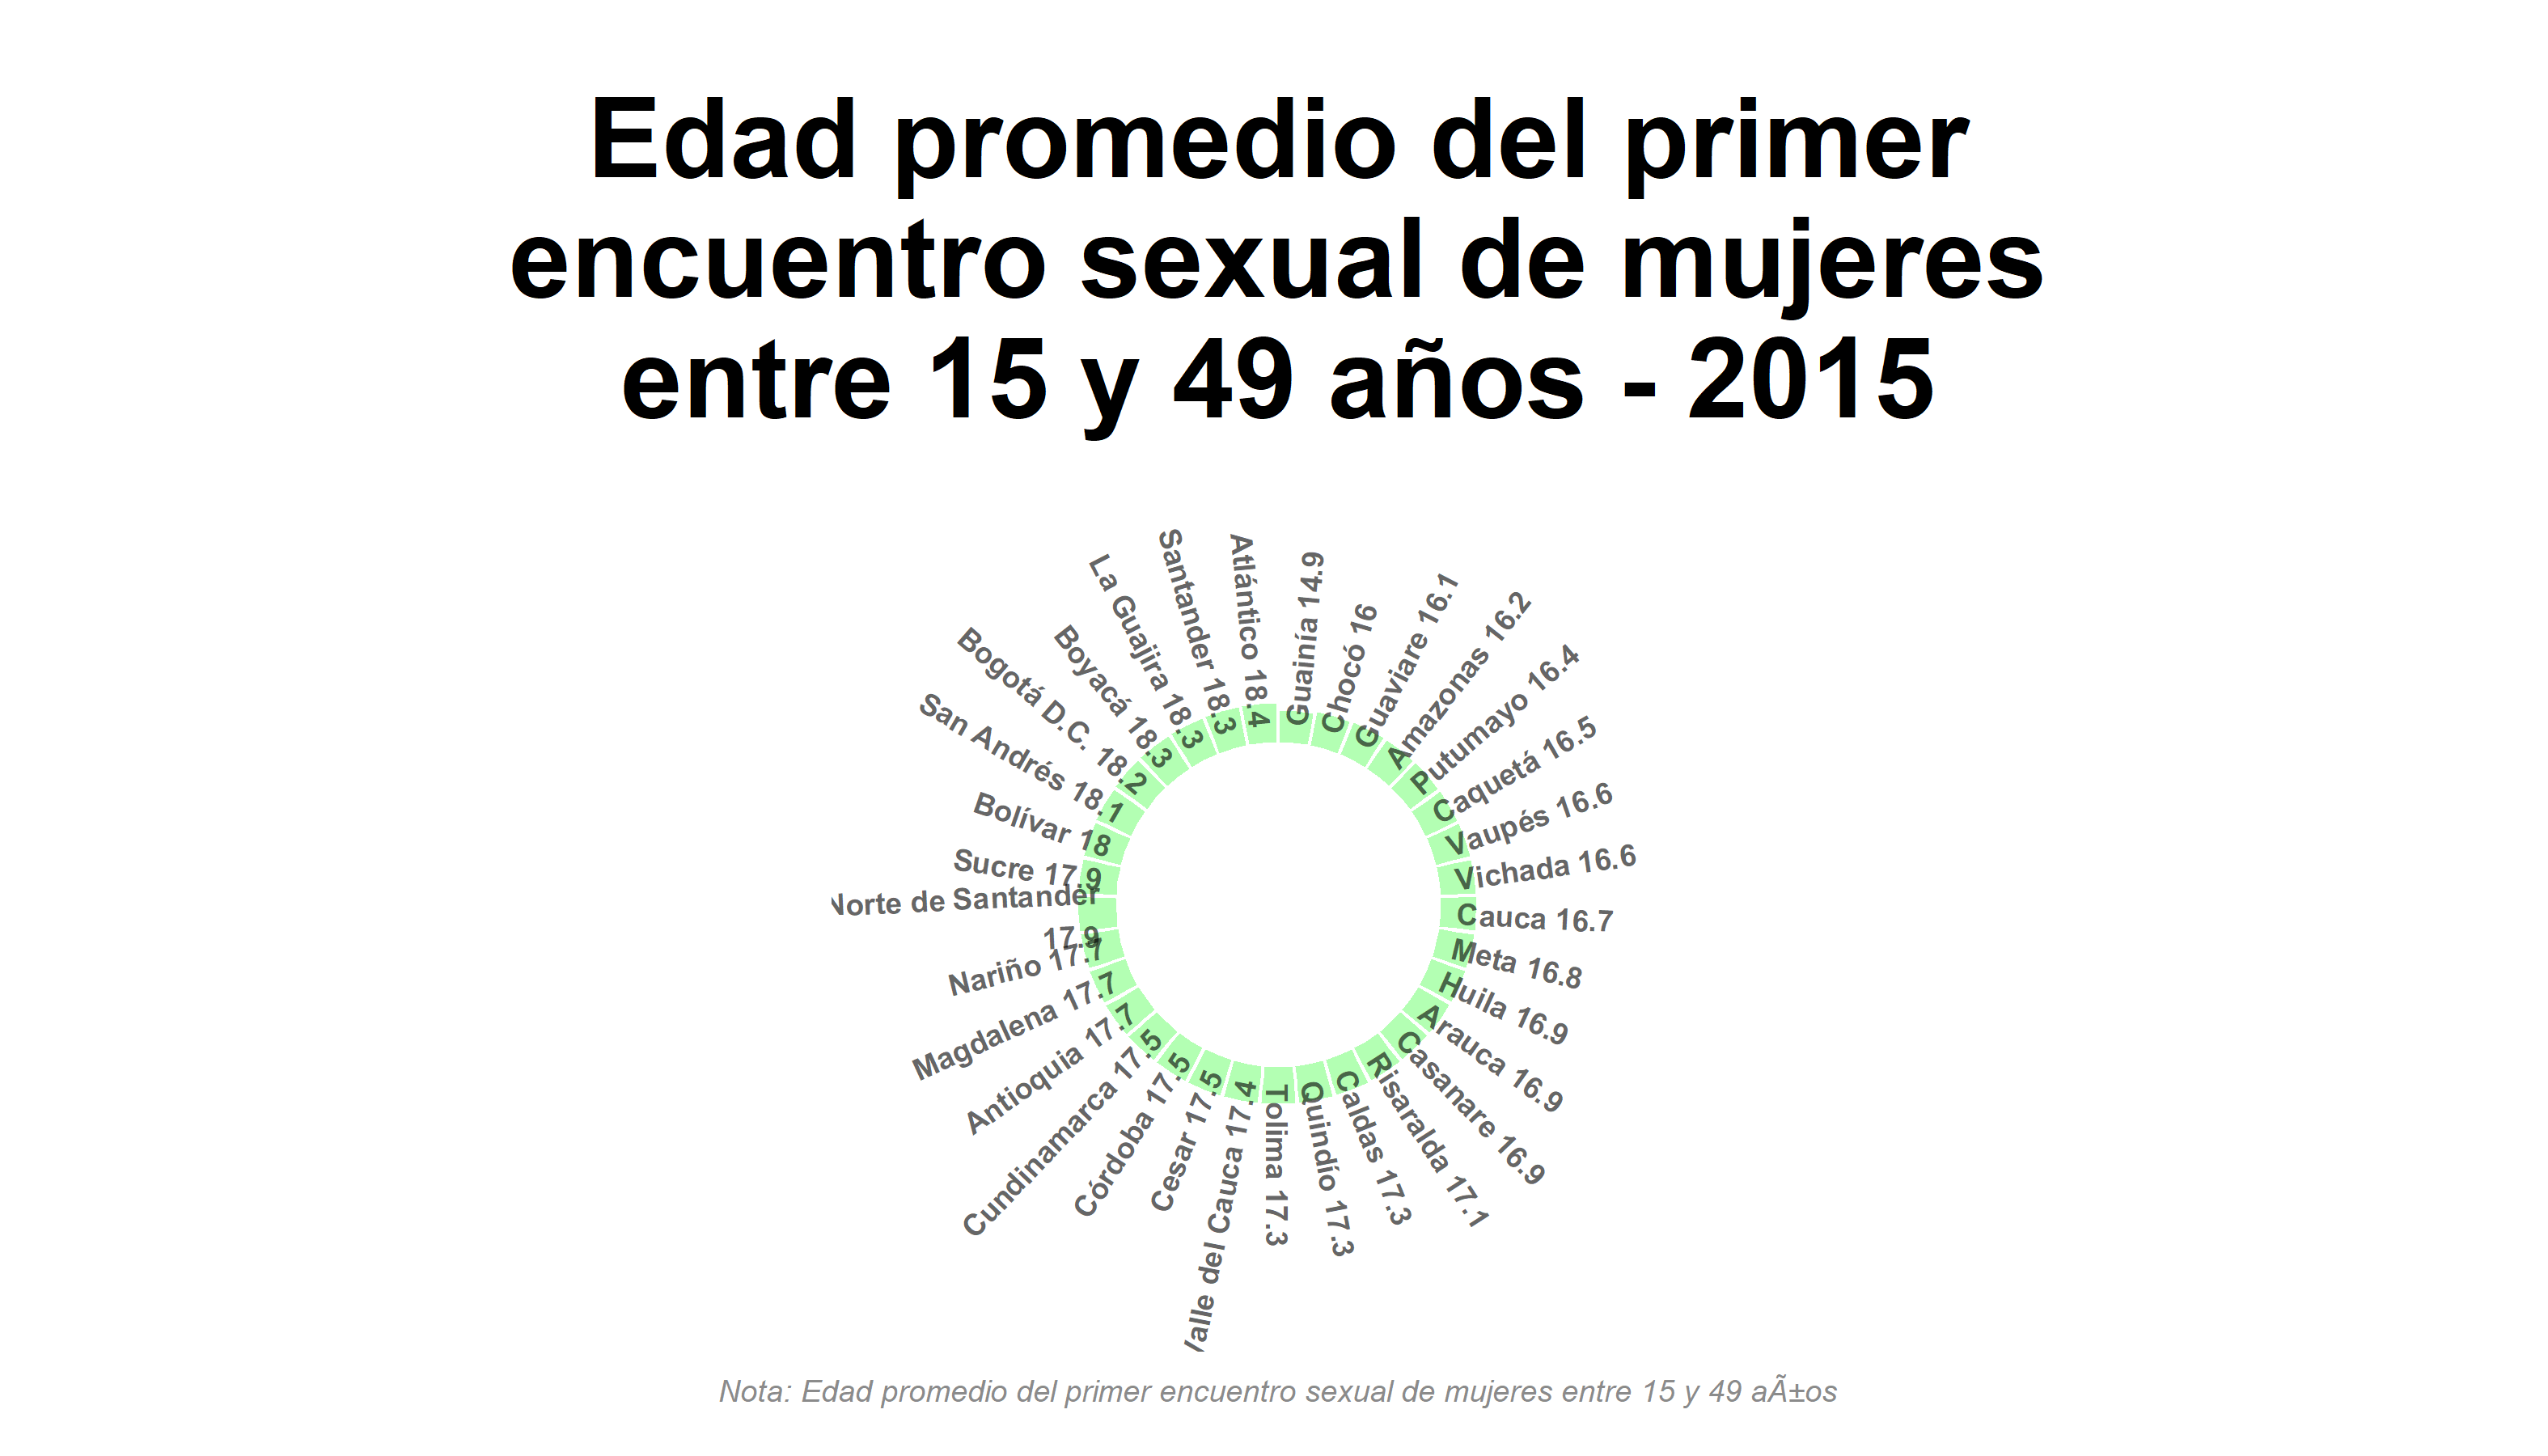 Edad promedio del primer
encuentro sexual de mujeres
entre 15 y 49 años - 2015
Guainía 14.9
Chocó 16
Guaviare 16.1
Amazonas 16.2
Putumayo 16.4
Caquetá 16.5
Vaupés 16.6
Vichada 16.6
Cauca 16.7
Meta 16.8
Huila 16.9
Arauca 16.9
Casanare 16.9
Risaralda 17.1
Caldas 17.3
Quindío 17.3
Tolima 17.3
Valle del Cauca 17.4
Cesar 17.5
Córdoba 17.5
Cundinamarca 17.5
Antioquia 17.7
Magdalena 17.7
Nariño 17.7
Norte de Santander
17.9
Sucre 17.9
Bolívar 18
San Andrés 18.1
Bogotá D.C. 18.2
Boyacá 18.3
La Guajira 18.3
Santander 18.3
Atlántico 18.4
Nota: Edad promedio del primer encuentro sexual de mujeres entre 15 y 49 aÃ±os